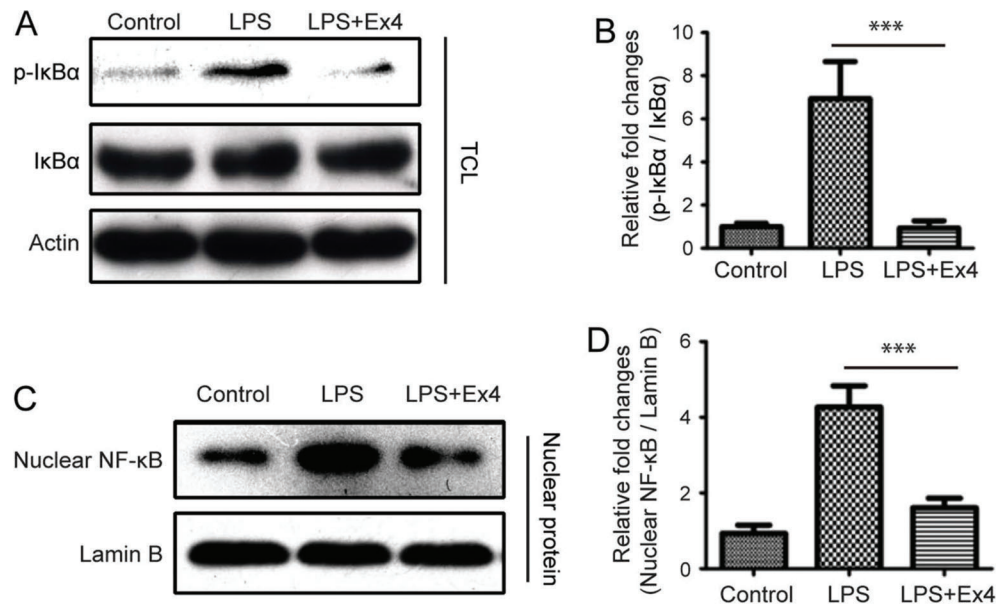 A
Control LPS LPS+Ex4
p-IκBα
IκBα
Actin
TCL
B
Relative fold changes
(p-IκBα / IκBα)
10
8
6
4
2
0
***
Control LPS LPS+Ex4
C
Control LPS LPS+Ex4
Nuclear NF-κB
Lamin B
Nuclear protein
D
Relative fold changes
(Nuclear NF-κB / Lamin B)
6
4
2
0
***
Control LPS LPS+Ex4